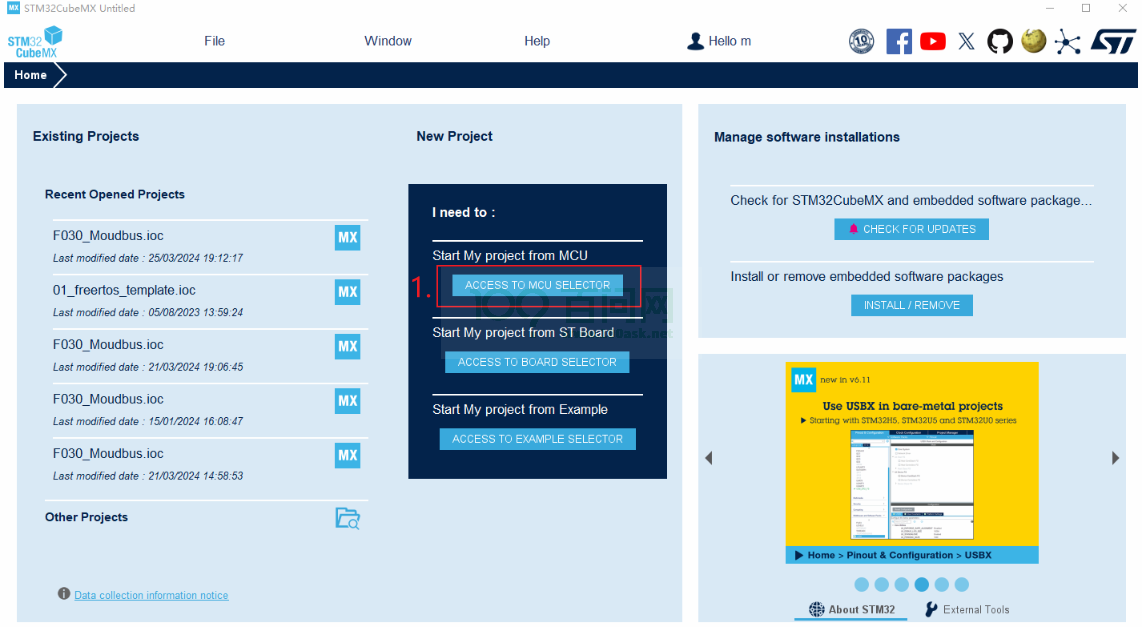 MX STM32CubeMX Untitled
STM32
CubeMX
File
Window
Help
Hello m
10
ST
Home
Existing Projects
Recent Opened Projects
F030_Moudbus.ioc
Last modified date : 25/03/2024 19:12:17
MX
01_freertos_template.ioc
Last modified date : 05/08/2023 13:59:24
MX
F030_Moudbus.ioc
Last modified date : 21/03/2024 19:06:45
MX
F030_Moudbus.ioc
Last modified date : 15/01/2024 16:08:47
MX
F030_Moudbus.ioc
Last modified date : 21/03/2024 14:58:53
MX
Other Projects
Data collection information notice
New Project
I need to :
Start My project from MCU
1.
ACCESS TO MCU SELECTOR
100 百问网
Start My project from ST Board
ACCESS TO BOARD SELECTOR
Start My project from Example
ACCESS TO EXAMPLE SELECTOR
Manage software installations
Check for STM32CubeMX and embedded software package...
CHECK FOR UPDATES
Install or remove embedded software packages
INSTALL / REMOVE
MX new in v6.11
Use USBX in bare-metal projects
Starting with STM32H5, STM32U5 and STM32U0 series
Home > Pinout & Configuration > USBX
About STM32
External Tools